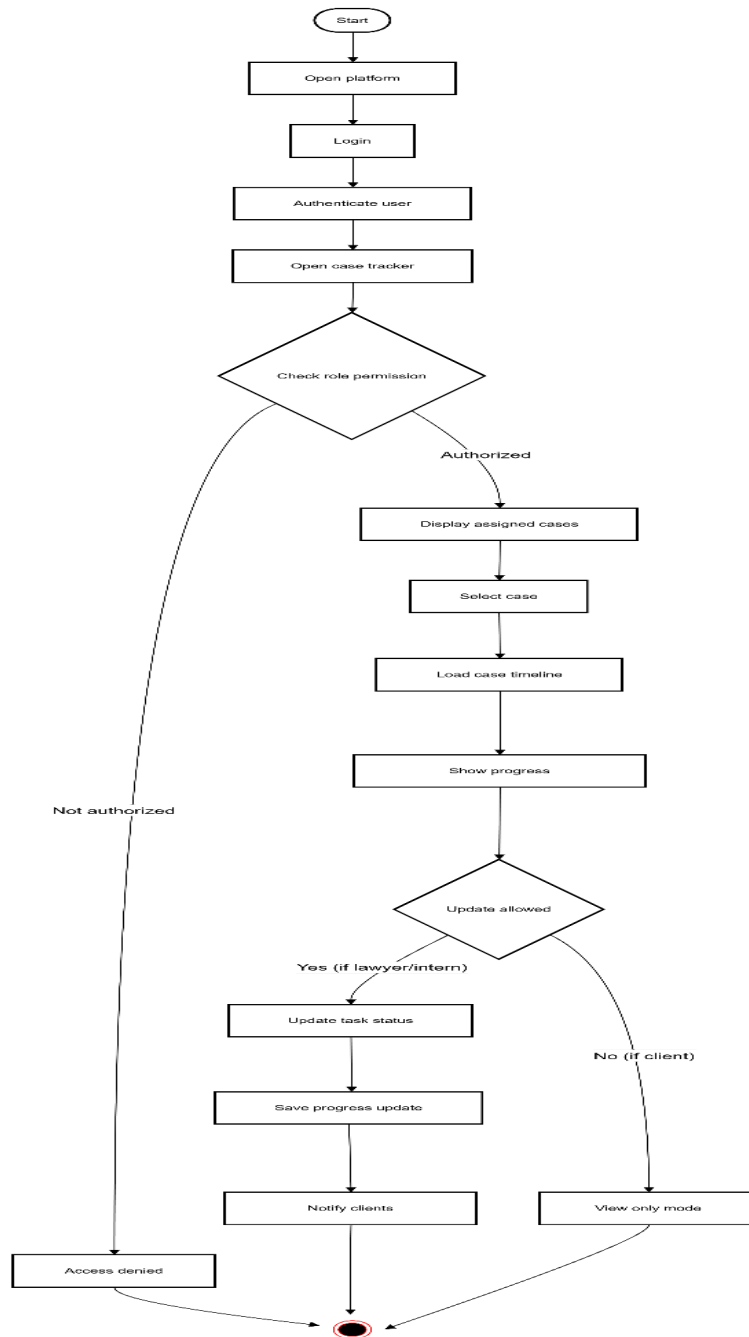 Start
Open platform
Login
Authenticate user
Open case tracker
Check role permission
Authorized
Display assigned cases
Select case
Load case timeline
Show progress
Not authorized
Update allowed
Yes (if lawyer/intern)
Update task status
No (if client)
Save progress update
Notify clients
View only mode
Access denied